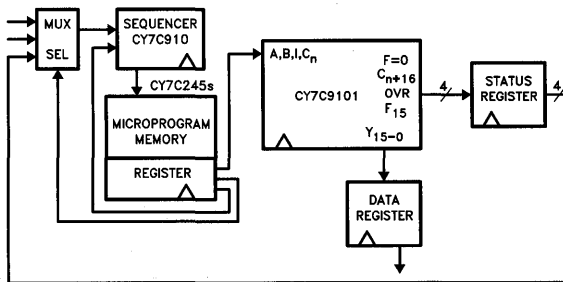 MUX
SEL
SEQUENCER
CY7C910
CY7C245s
MICROPROGRAM
MEMORY
REGISTER
A,B,I,Cn
CY7C9101
F=0
Cn+16
OVR
F15
Y15–0
4
STATUS
REGISTER
4
DATA
REGISTER